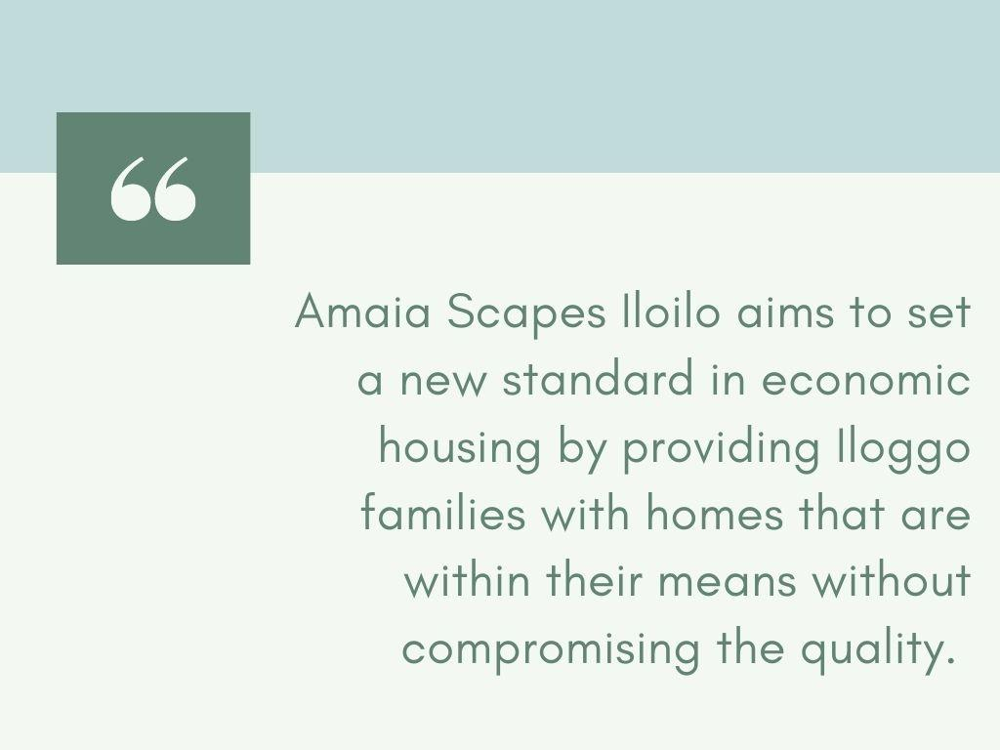 “
Amaia Scapes Iloilo aims to set
a new standard in economic
housing by providing Iloggo
families with homes that are
within their means without
compromising the quality.